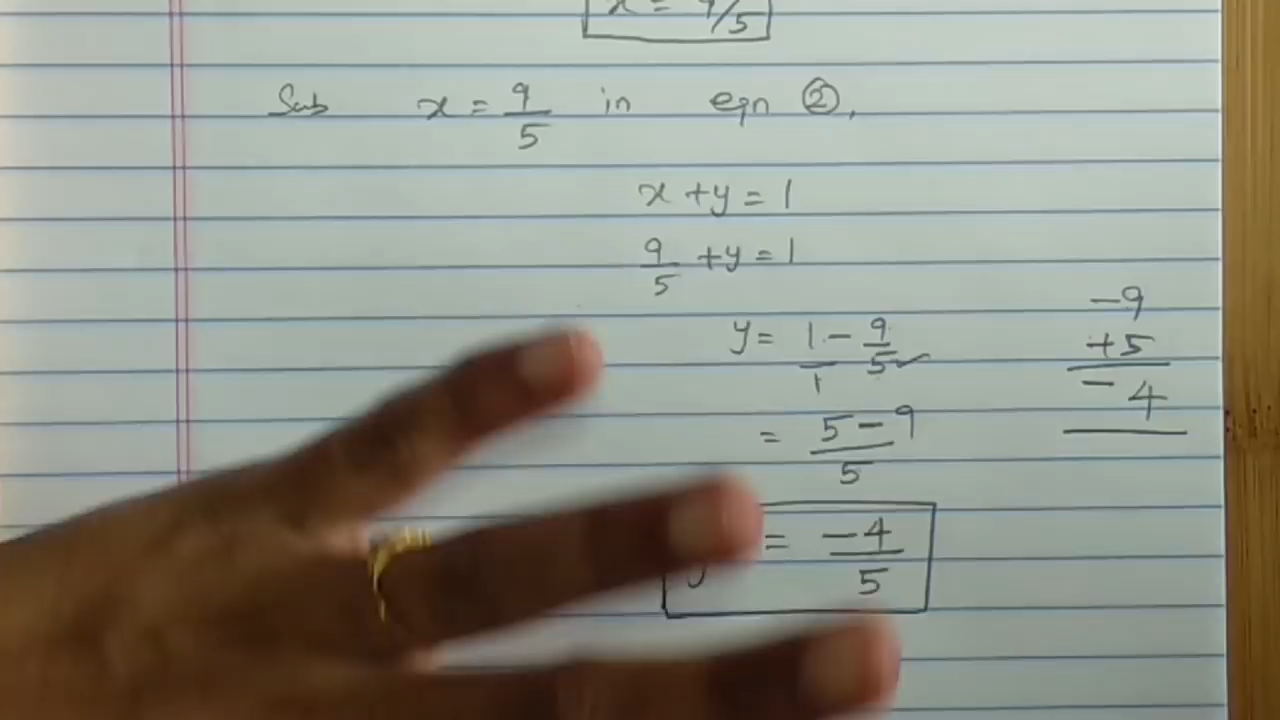 x = 9/5
Sub x = 9/5 in eqn ②,
x + y = 1
9/5 + y = 1
y = 1/1 - 9/5 ✓
= 5 - 9 / 5
y = -4/5
-9
+5
-4